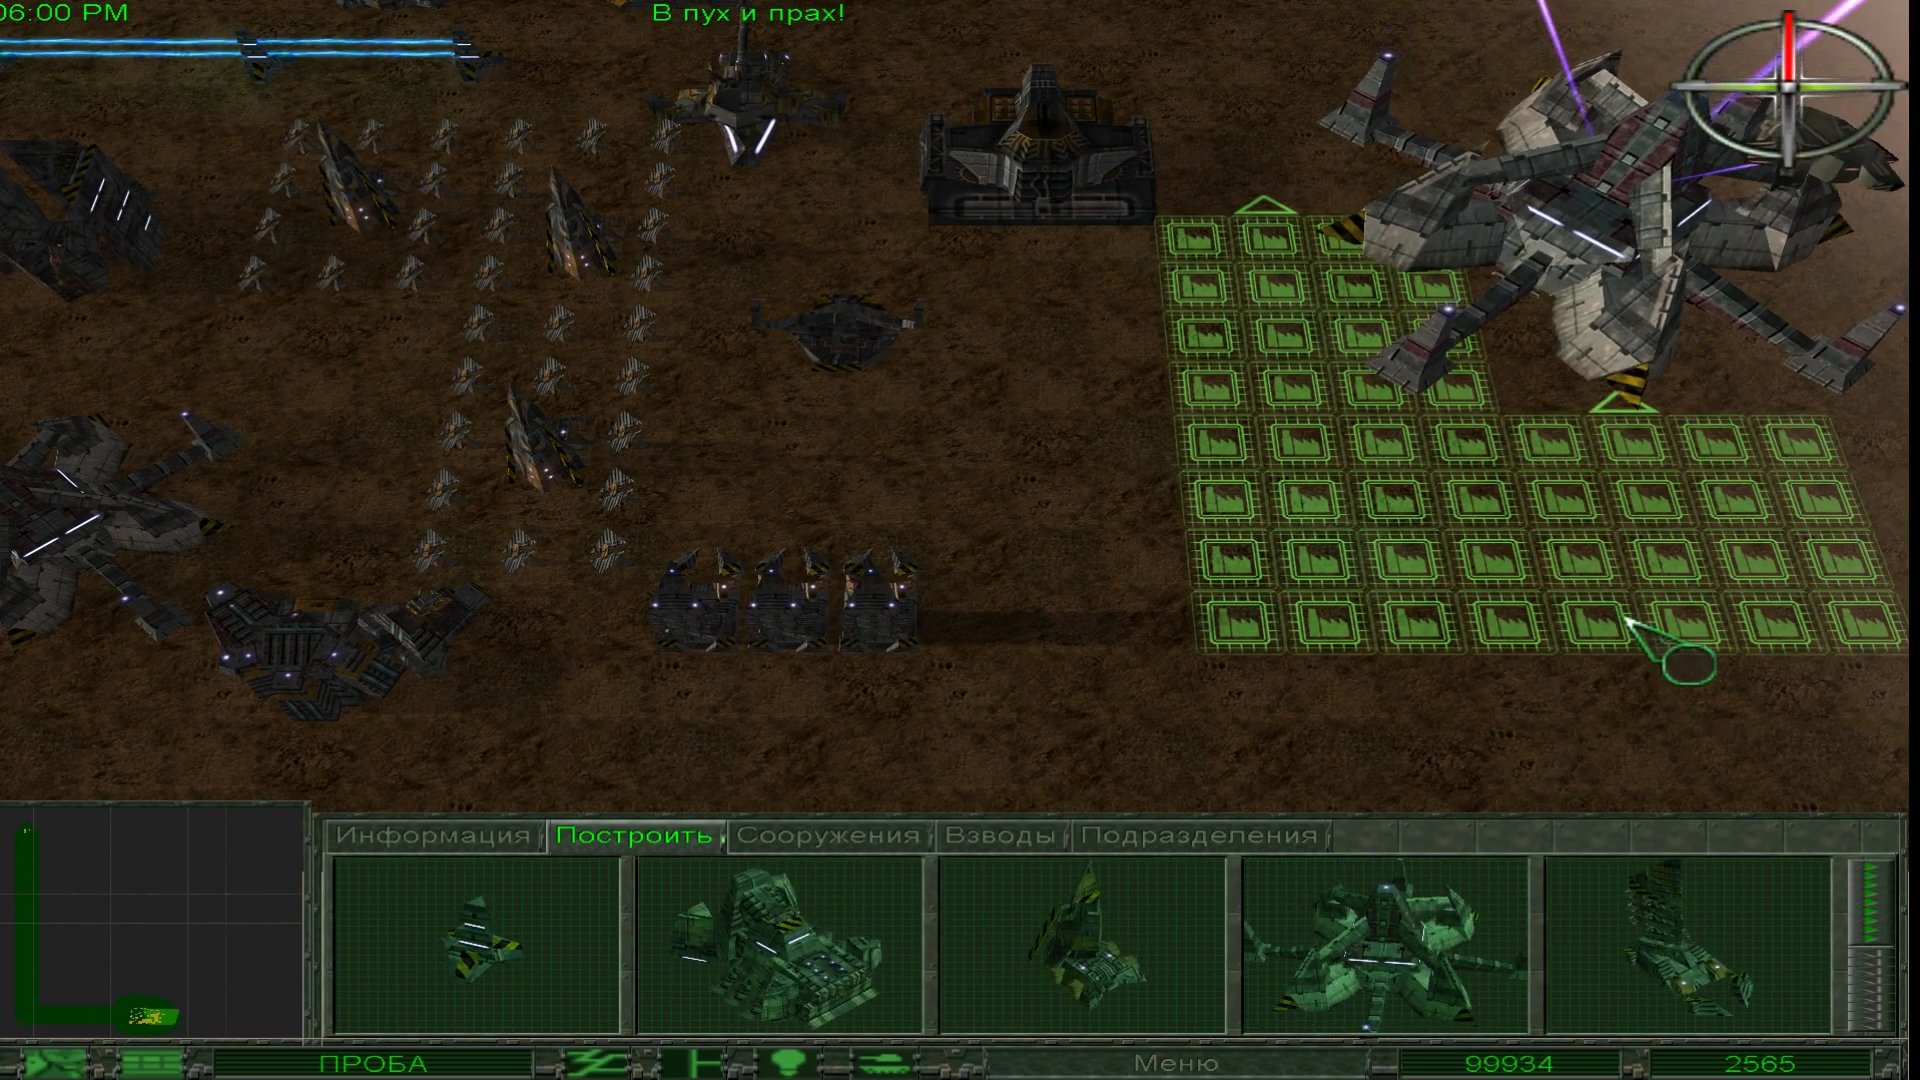 06:00 PM
В пух и прах!
Информация
Построить
Сооружения
Взводы
Подразделения
ПРОБА
Меню
99934
2565